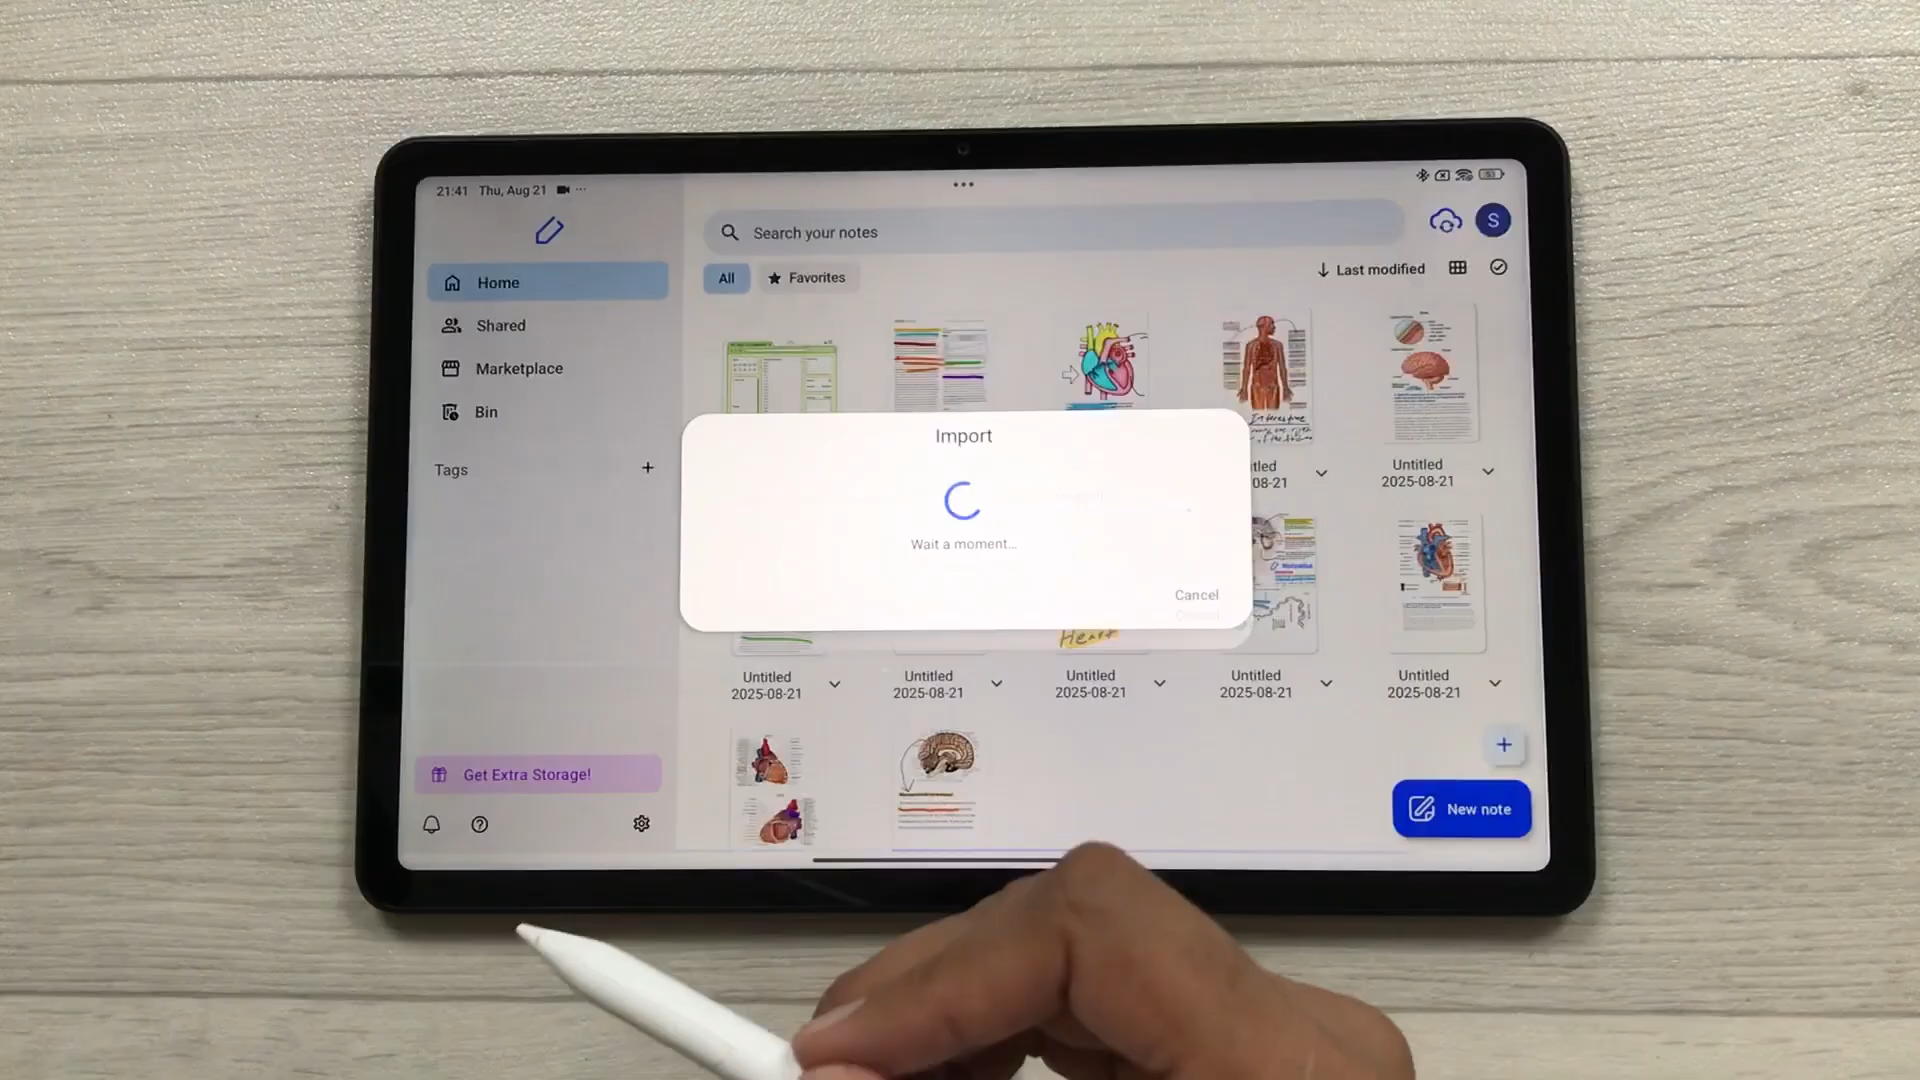 21:41 Thu, Aug 21
Search your notes
S
Home
Shared
Marketplace
Bin
Tags
All
Favorites
Last modified
Import
Wait a moment...
Cancel
Untitled
2025-08-21
Heart
Untitled
2025-08-21
Untitled
2025-08-21
Untitled
2025-08-21
Untitled
2025-08-21
Untitled
2025-08-21
Get Extra Storage!
New note